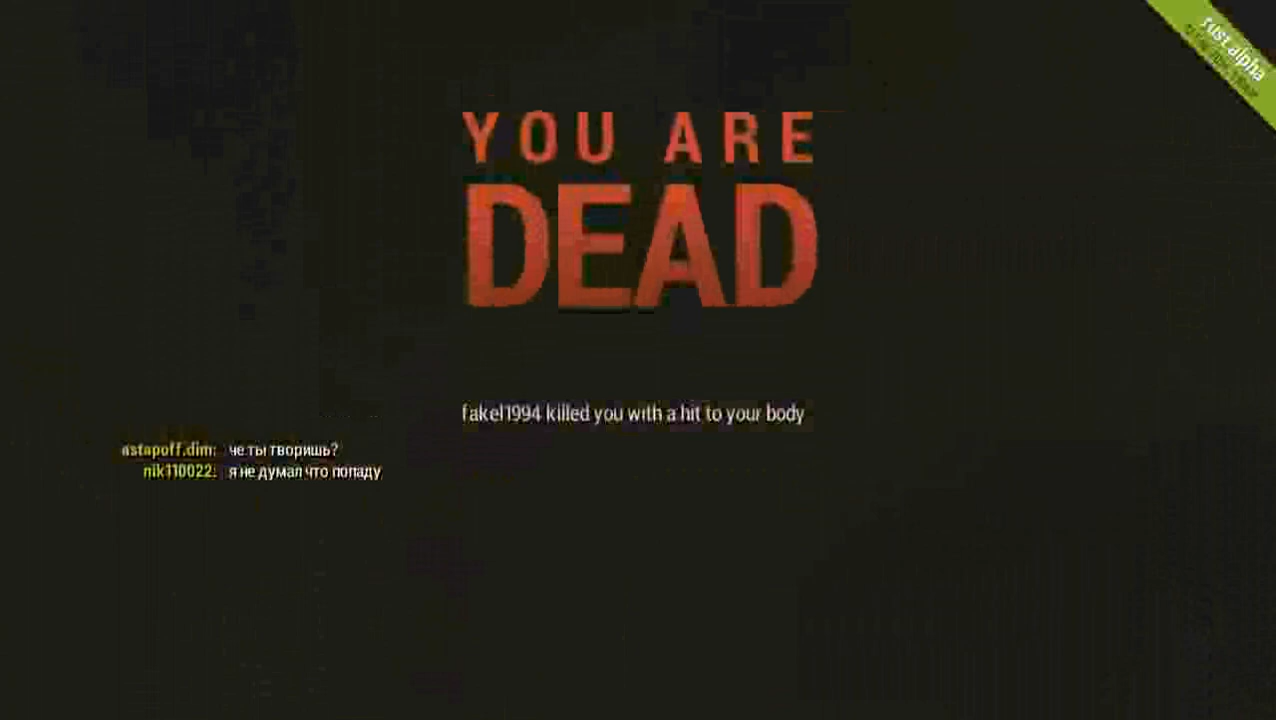 rust alpha
YOU ARE
DEAD
fakel1994 killed you with a hit to your body
astapoff.dim: че ты творишь?
nik110022: я не думал что попаду